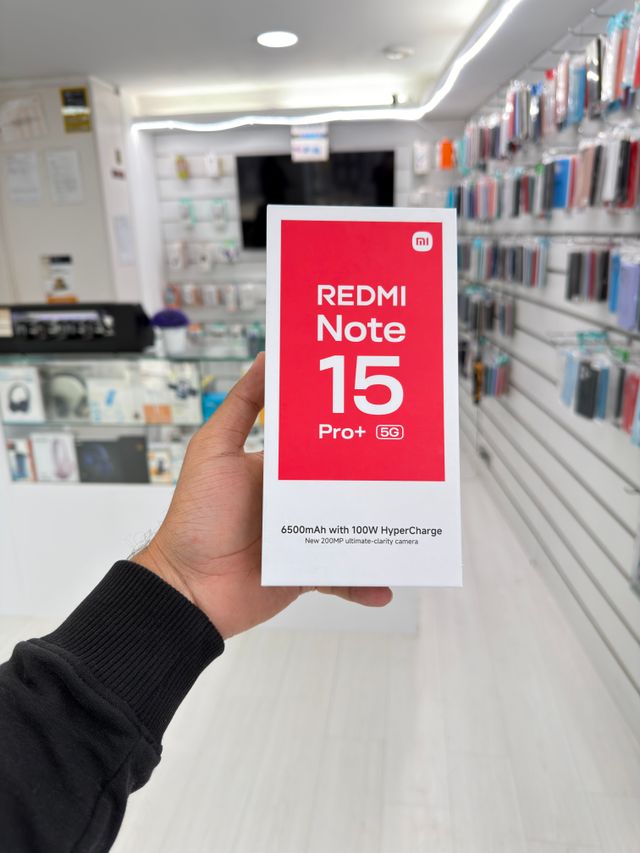 mi
REDMI
Note
15
Pro+ 5G
6500mAh with 100W HyperCharge
New 200MP ultimate-clarity camera